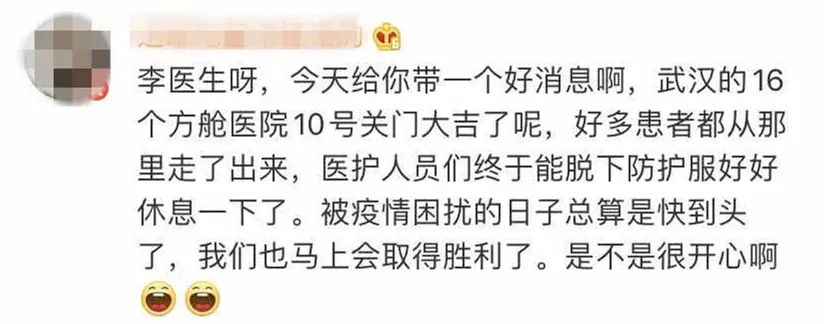 李医生呀，今天给你带一个好消息啊，武汉的16
个方舱医院10号关门大吉了呢，好多患者都从那
里走了出来，医护人员们终于能脱下防护服好好
休息一下了。被疫情困扰的日子总算是快到头
了，我们也马上会取得胜利了。是不是很开心啊